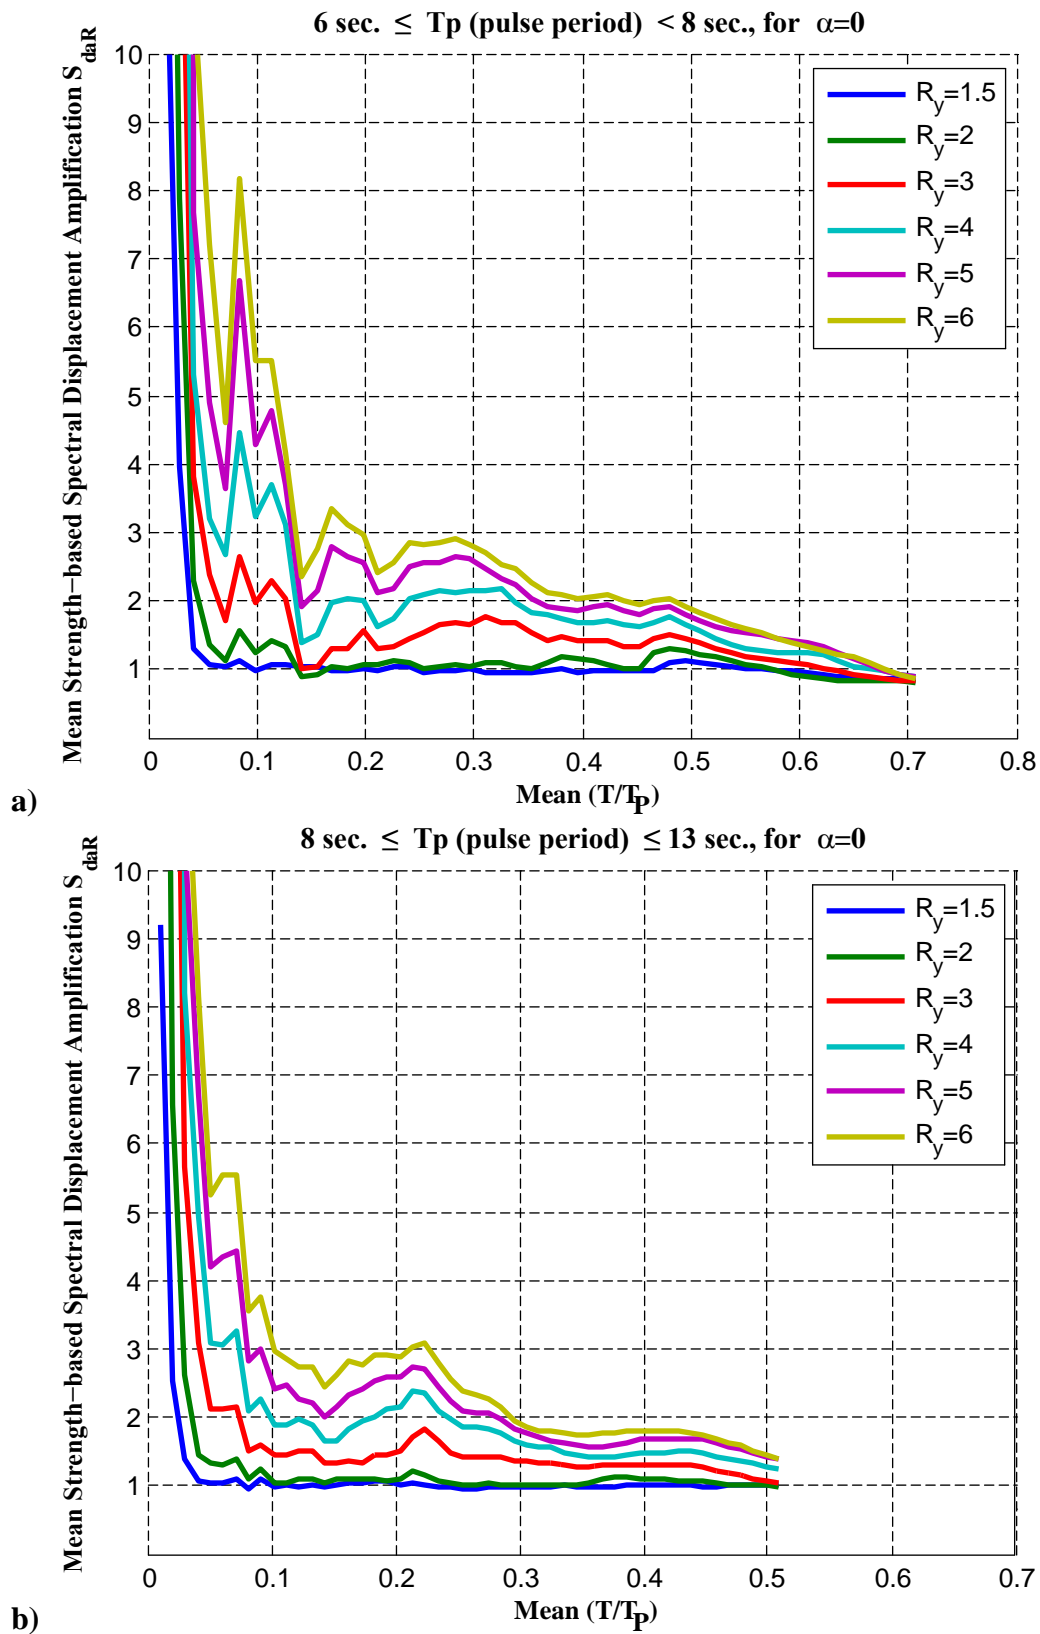 6 sec. ≤ Tp (pulse period) < 8 sec., for α=0
Mean Strength−based Spectral Displacement Amplification S_daR
10
9
8
7
6
5
4
3
2
1
R_y=1.5
R_y=2
R_y=3
R_y=4
R_y=5
R_y=6
0 0.1 0.2 0.3 0.4 0.5 0.6 0.7 0.8
Mean (T/T_P)
a)
8 sec. ≤ Tp (pulse period) ≤ 13 sec., for α=0
Mean Strength−based Spectral Displacement Amplification S_daR
10
9
8
7
6
5
4
3
2
1
R_y=1.5
R_y=2
R_y=3
R_y=4
R_y=5
R_y=6
0 0.1 0.2 0.3 0.4 0.5 0.6 0.7
Mean (T/T_P)
b)